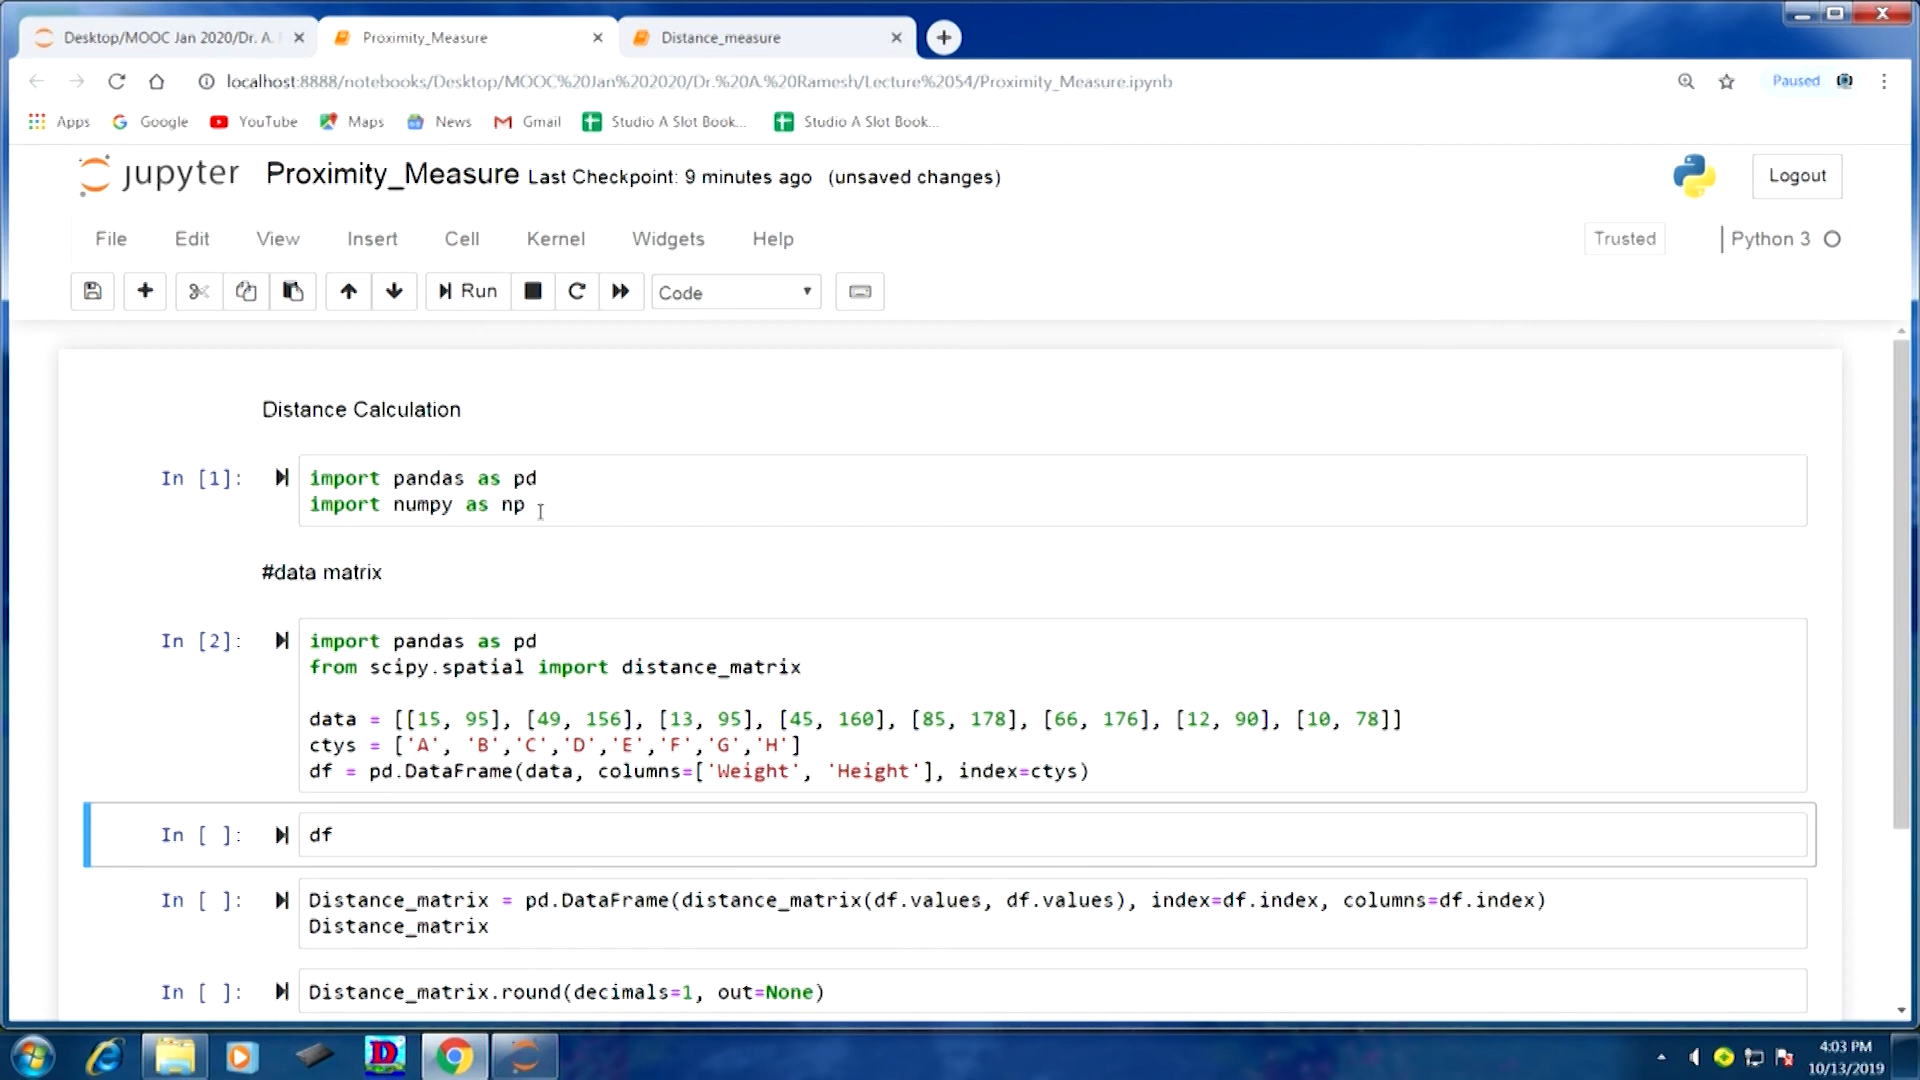 Desktop/MOOC Jan 2020/Dr. A.
Proximity_Measure
Distance_measure
localhost:8888/notebooks/Desktop/MOOC%20Jan%202020/Dr.%20A.%20Ramesh/Lecture%2054/Proximity_Measure.ipynb
Paused
Apps
Google
YouTube
Maps
News
Gmail
Studio A Slot Book...
Studio A Slot Book...
jupyter Proximity_Measure Last Checkpoint: 9 minutes ago (unsaved changes)
Logout
File Edit View Insert Cell Kernel Widgets Help
Trusted
Python 3
Run
Code
Distance Calculation
In [1]:
import pandas as pd
import numpy as np
#data matrix
In [2]:
import pandas as pd
from scipy.spatial import distance_matrix
data = [[15, 95], [49, 156], [13, 95], [45, 160], [85, 178], [66, 176], [12, 90], [10, 78]]
ctys = ['A', 'B','C','D','E','F','G','H']
df = pd.DataFrame(data, columns=['Weight', 'Height'], index=ctys)
In [ ]:
df
In [ ]:
Distance_matrix = pd.DataFrame(distance_matrix(df.values, df.values), index=df.index, columns=df.index)
Distance_matrix
In [ ]:
Distance_matrix.round(decimals=1, out=None)
4:03 PM
10/13/2019